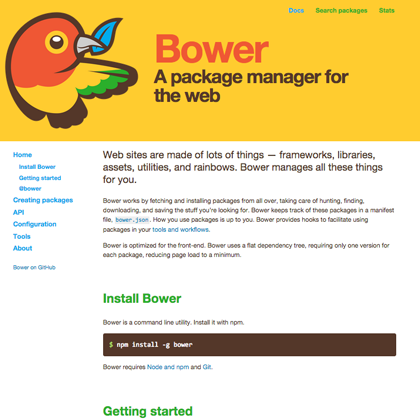 Docs Search packages Stats
Bower
A package manager for
the web
Home
Install Bower
Getting started
@bower
Creating packages
API
Configuration
Tools
About
Bower on GitHub
Web sites are made of lots of things — frameworks, libraries,
assets, utilities, and rainbows. Bower manages all these things
for you.
Bower works by fetching and installing packages from all over, taking care of hunting, finding,
downloading, and saving the stuff you're looking for. Bower keeps track of these packages in a manifest
file, bower.json. How you use packages is up to you. Bower provides hooks to facilitate using
packages in your tools and workflows.
Bower is optimized for the front-end. Bower uses a flat dependency tree, requiring only one version for
each package, reducing page load to a minimum.
Install Bower
Bower is a command line utility. Install it with npm.
$ npm install -g bower
Bower requires Node and npm and Git.
Getting started